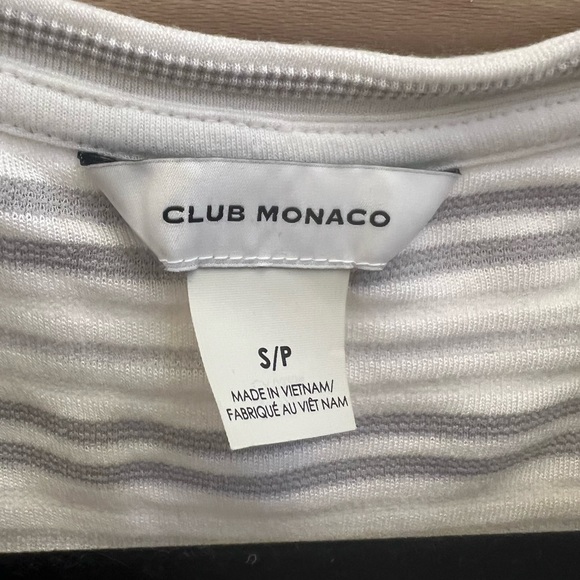 CLUB MONACO
S/P
MADE IN VIETNAM/
FABRIQUÉ AU VIÊT NAM